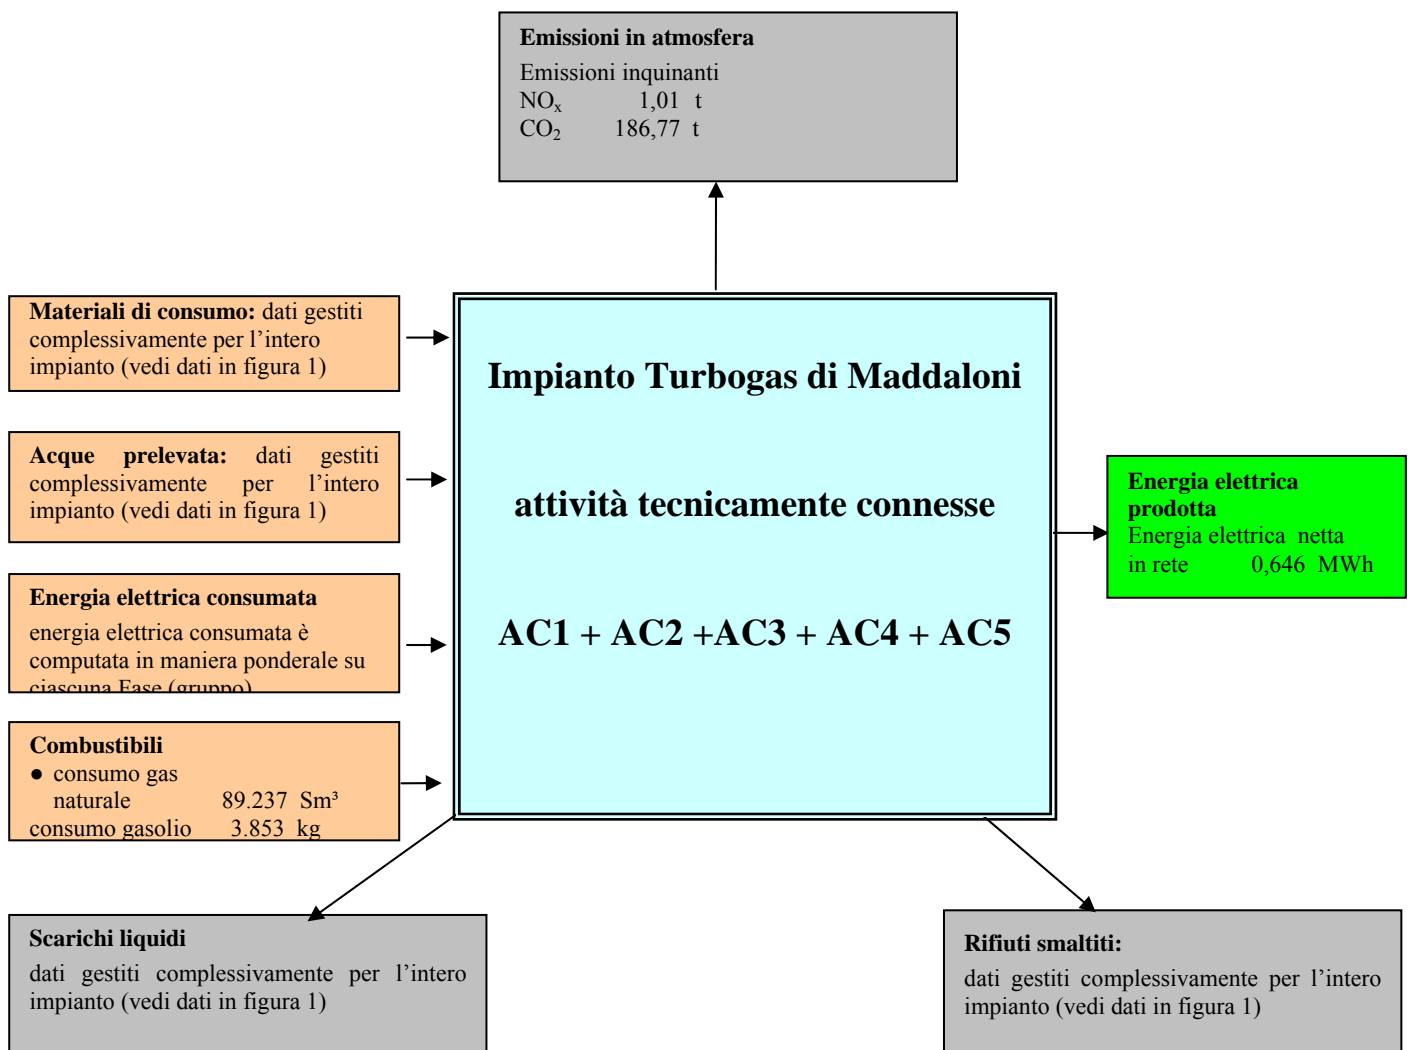 Emissioni in atmosfera
Emissioni inquinanti
NOx 1,01 t
CO2 186,77 t
Materiali di consumo: dati gestiti
complessivamente per l’intero
impianto (vedi dati in figura 1)
Acque prelevata: dati gestiti
complessivamente per l’intero
impianto (vedi dati in figura 1)
Energia elettrica consumata
energia elettrica consumata è
computata in maniera ponderale su
ciascuna Fase (gruppo)
Combustibili
● consumo gas
naturale 89.237 Sm³
consumo gasolio 3.853 kg
Impianto Turbogas di Maddaloni
attività tecnicamente connesse
AC1 + AC2 +AC3 + AC4 + AC5
Energia elettrica
prodotta
Energia elettrica netta
in rete 0,646 MWh
Scarichi liquidi
dati gestiti complessivamente per l’intero
impianto (vedi dati in figura 1)
Rifiuti smaltiti:
dati gestiti complessivamente per l’intero
impianto (vedi dati in figura 1)